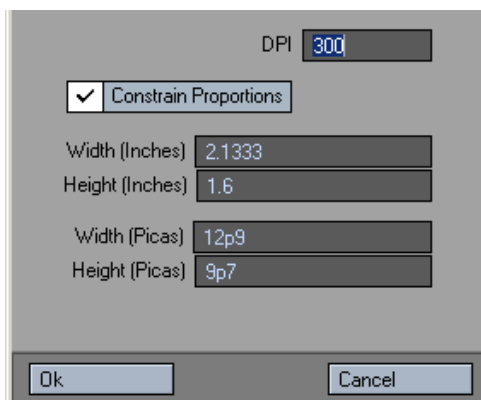 DPI 300
Constrain Proportions
Width (Inches) 2.1333
Height (Inches) 1.6
Width (Picas) 12p9
Height (Picas) 9p7
Ok Cancel